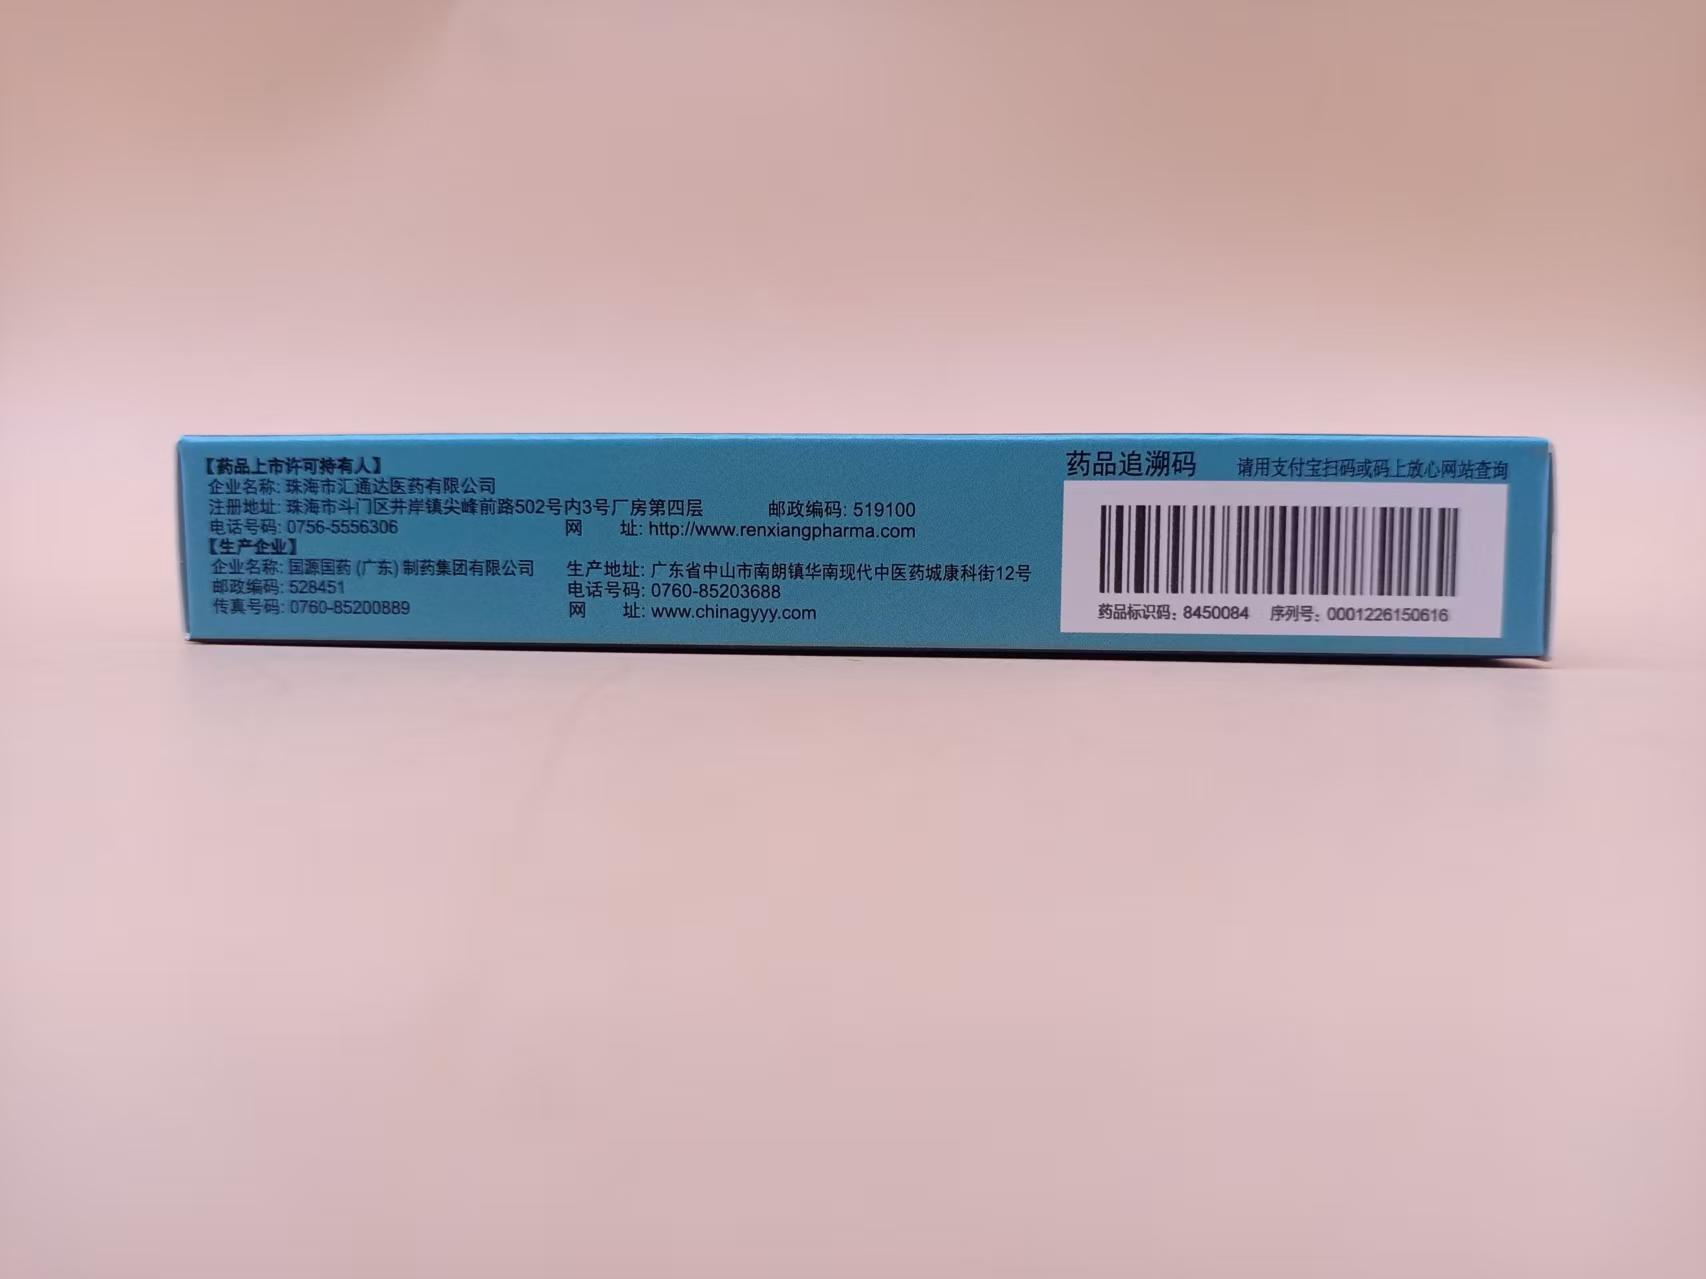 【药品上市许可持有人】
企业名称: 珠海市汇通达医药有限公司
注册地址: 珠海市斗门区井岸镇尖峰前路502号内3号厂房第四层 邮政编码: 519100
电话号码: 0756-5556306 网 址: http://www.renxiangpharma.com
【生产企业】
企业名称: 国源国药 (广东) 制药集团有限公司 生产地址: 广东省中山市南朗镇华南现代中医药城康科街12号
邮政编码: 528451 电话号码: 0760-85203688
传真号码: 0760-85200889 网 址: www.chinagyyy.com
药品追溯码 请用支付宝扫码或码上放心网站查询
药品标识码: 8450084 序列号: 0001226150616